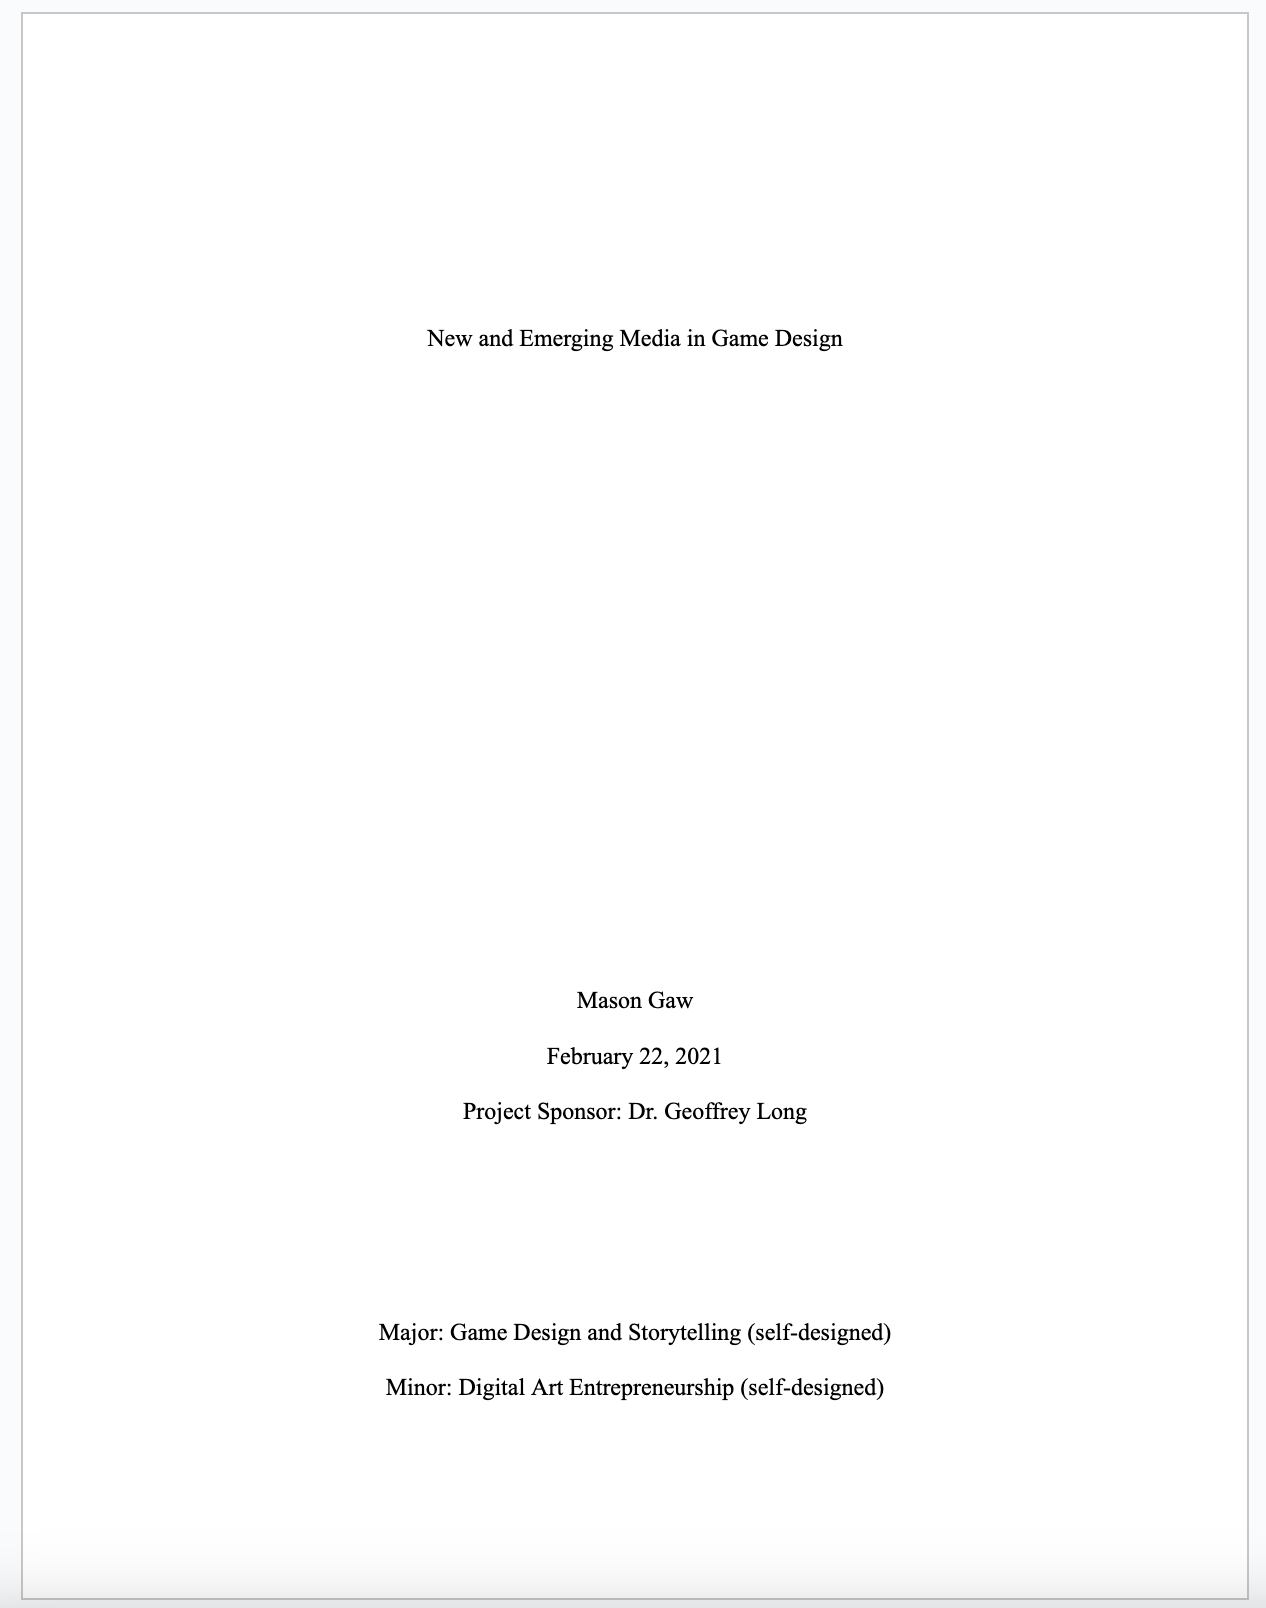 New and Emerging Media in Game Design
Mason Gaw
February 22, 2021
Project Sponsor: Dr. Geoffrey Long
Major: Game Design and Storytelling (self-designed)
Minor: Digital Art Entrepreneurship (self-designed)